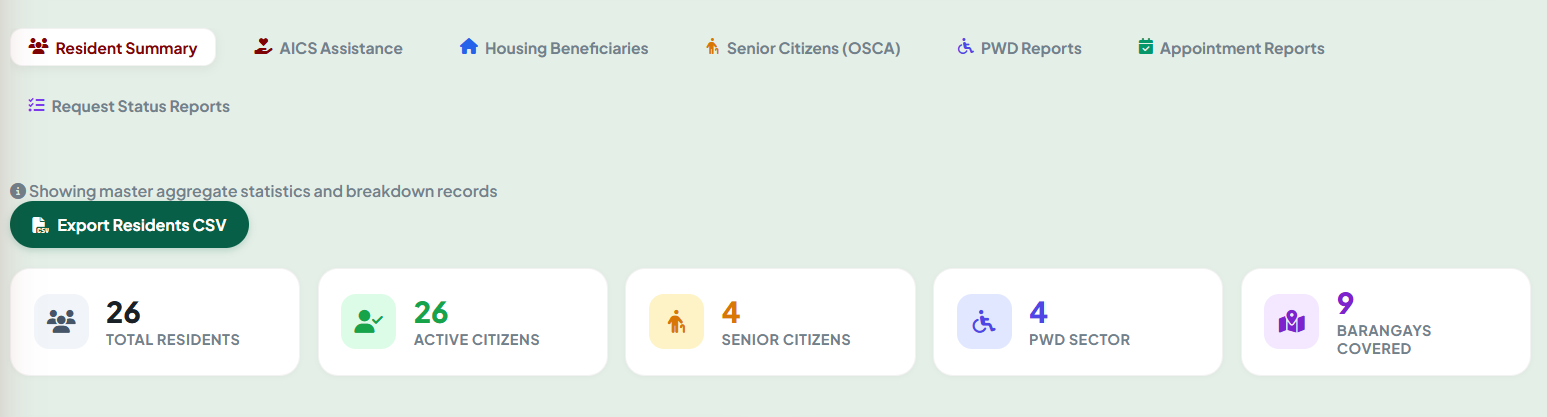 Resident Summary AICS Assistance Housing Beneficiaries Senior Citizens (OSCA) PWD Reports Appointment Reports
Request Status Reports
Showing master aggregate statistics and breakdown records
CSV Export Residents CSV
26
TOTAL RESIDENTS
26
ACTIVE CITIZENS
4
SENIOR CITIZENS
4
PWD SECTOR
9
BARANGAYS
COVERED